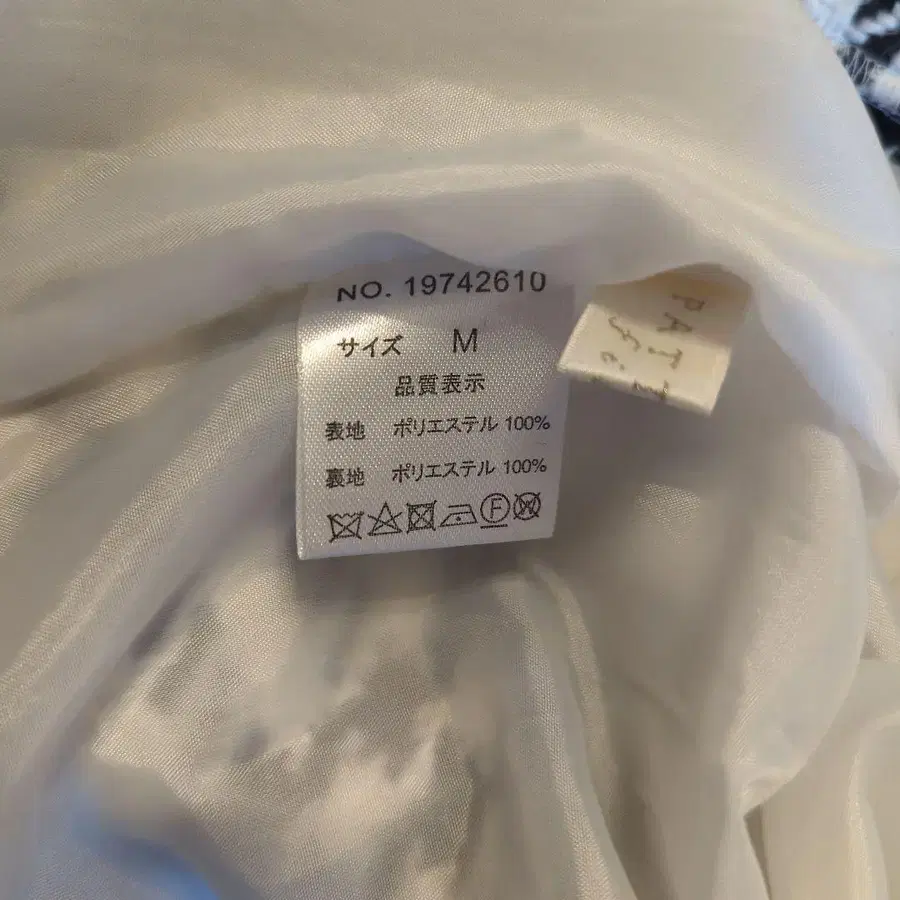 NO. 19742610
サイズ M
品質表示
表地 ポリエステル 100%
裏地 ポリエステル 100%
F
W
PAT